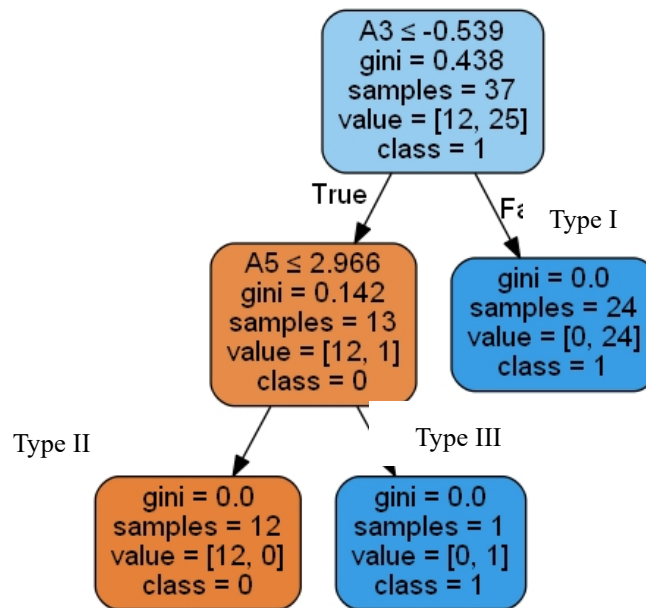 A3 ≤ -0.539
gini = 0.438
samples = 37
value = [12, 25]
class = 1
True
Fa
Type I
A5 ≤ 2.966
gini = 0.142
samples = 13
value = [12, 1]
class = 0
gini = 0.0
samples = 24
value = [0, 24]
class = 1
Type II
Type III
gini = 0.0
samples = 12
value = [12, 0]
class = 0
gini = 0.0
samples = 1
value = [0, 1]
class = 1